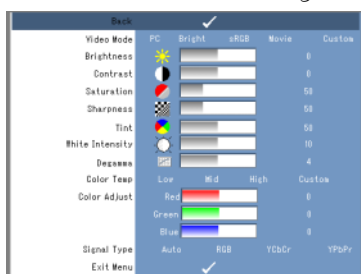 Back
Video Mode PC Bright sRGB Movie Custom
Brightness 0
Contrast 0
Saturation 50
Sharpness 50
Tint 50
White Intensity 10
Degamma 4
Color Temp Low Mid High Custom
Color Adjust Red 0
Green 0
Blue 0
Signal Type Auto RGB YCbCr YPbPr
Exit Menu